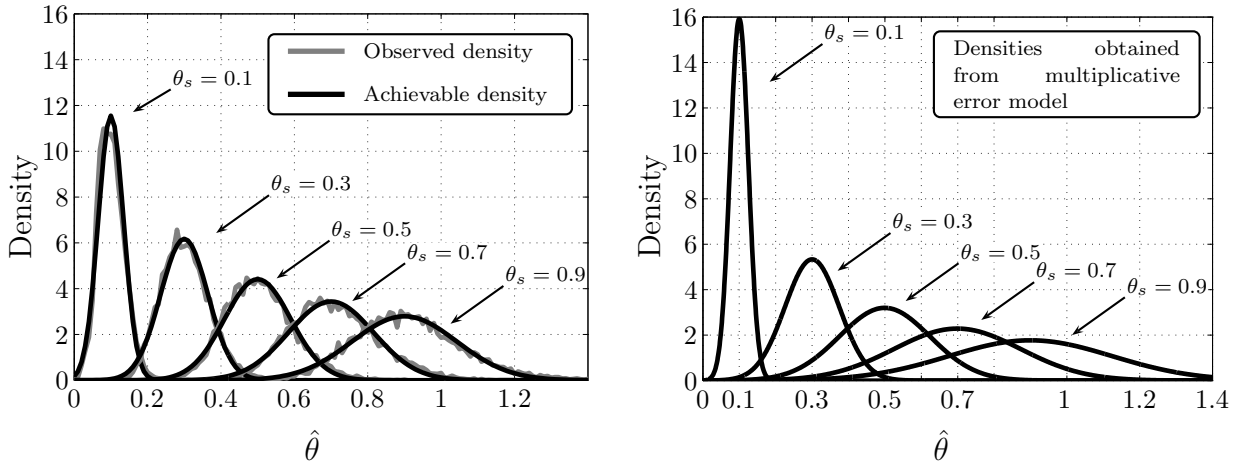 16
14
12
10
8
6
4
2
0
Density
0 0.2 0.4 0.6 0.8 1 1.2
θ̂
Observed density
Achievable density
θₛ = 0.1
θₛ = 0.3
θₛ = 0.5
θₛ = 0.7
θₛ = 0.9
16
14
12
10
8
6
4
2
0
Density
0 0.1 0.3 0.5 0.7 1 1.2 1.4
θ̂
Densities obtained
from multiplicative
error model
θₛ = 0.1
θₛ = 0.3
θₛ = 0.5
θₛ = 0.7
θₛ = 0.9